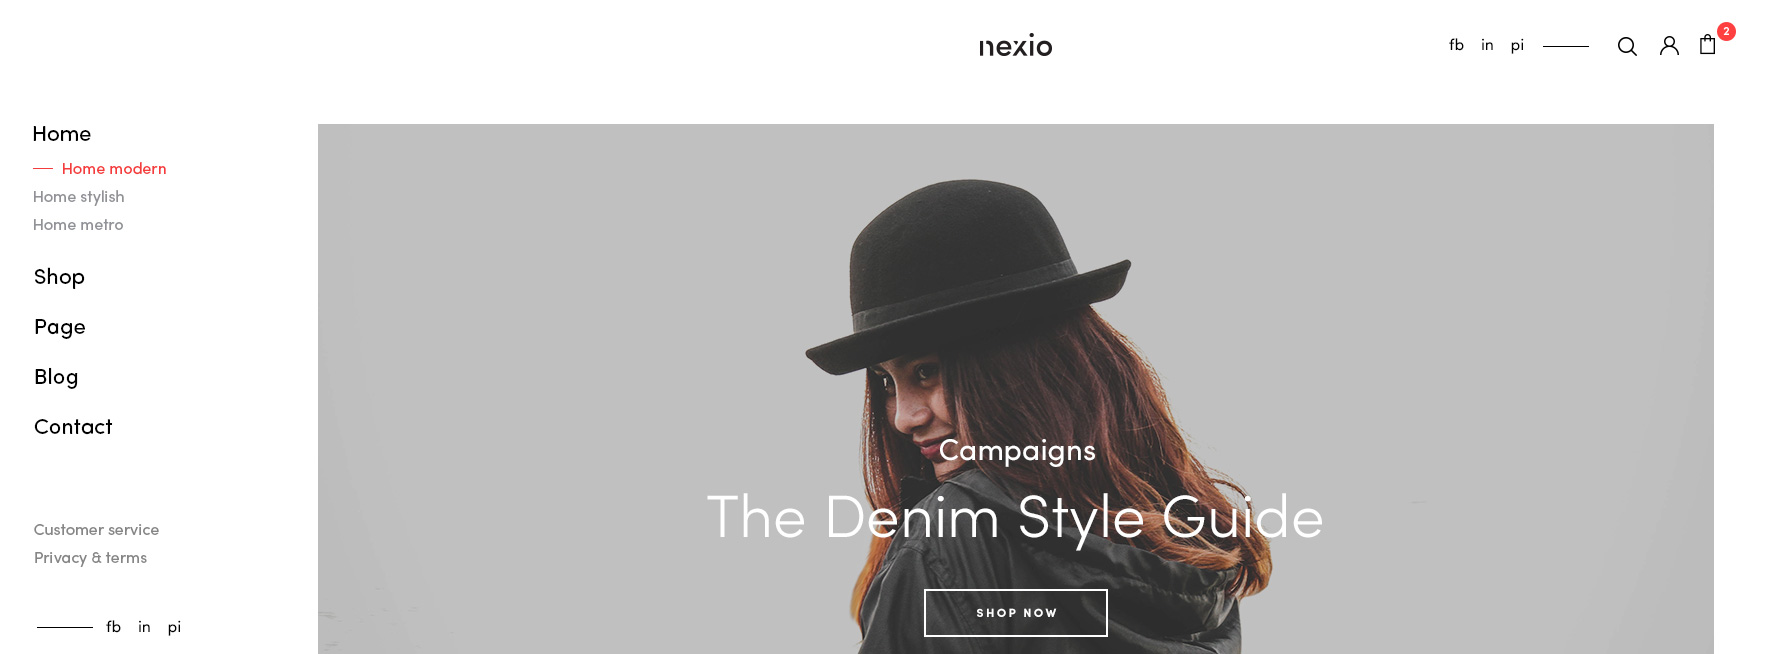 nexio
fb in pi
2
Home
Home modern
Home stylish
Home metro
Shop
Page
Blog
Contact
Customer service
Privacy & terms
fb in pi
Campaigns
The Denim Style Guide
SHOP NOW